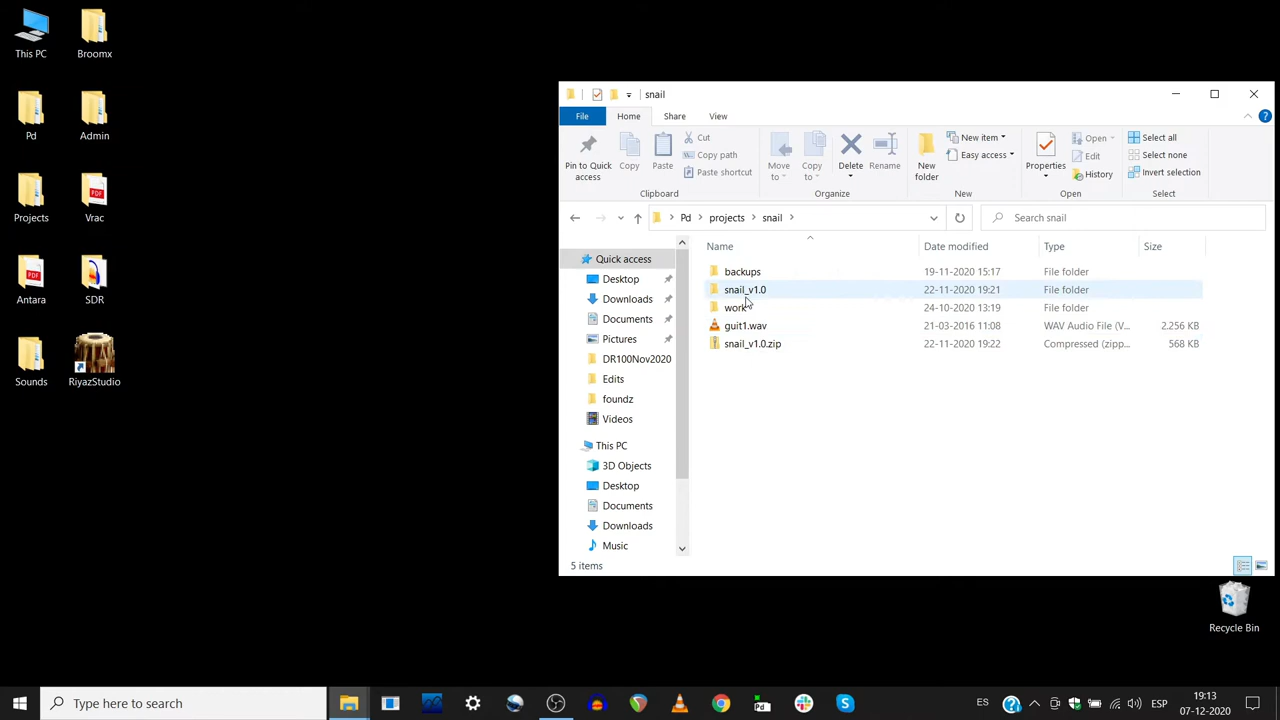 This PC
Broomx
Pd
Admin
Projects
Vrac
Antara
SDR
Sounds
RiyazStudio
snail
File
Home
Share
View
Pin to Quick access
Copy
Paste
Cut
Copy path
Paste shortcut
Clipboard
Move to
Copy to
Delete
Rename
Organize
New folder
New item
Easy access
New
Properties
Open
Edit
History
Open
Select all
Select none
Invert selection
Select
Pd > projects > snail >
Search snail
Name
Date modified
Type
Size
Quick access
Desktop
Downloads
Documents
Pictures
DR100Nov2020
Edits
foundz
Videos
This PC
3D Objects
Desktop
Documents
Downloads
Music
backups 19-11-2020 15:17 File folder
snail_v1.0 22-11-2020 19:21 File folder
work 24-10-2020 13:19 File folder
guit1.wav 21-03-2016 11:08 WAV Audio File (V... 2.256 KB
snail_v1.0.zip 22-11-2020 19:22 Compressed (zipp... 568 KB
5 items
Recycle Bin
Type here to search
Pd
ES
ESP
19:13
07-12-2020